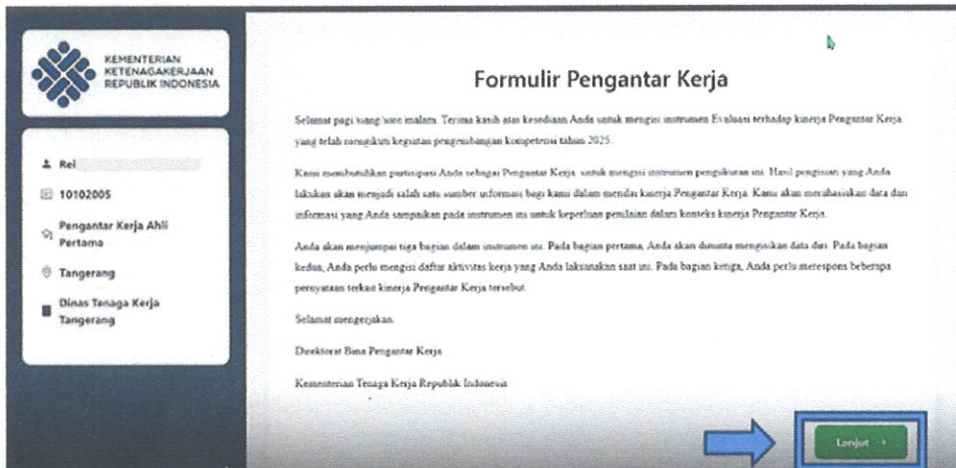 KEMENTERIAN
KETENAGAKERJAAN
REPUBLIK INDONESIA
Rei
10102005
Pengantar Kerja Ahli
Pertama
Tangerang
Dinas Tenaga Kerja
Tangerang
Formulir Pengantar Kerja
Selamat pagi/siang/sore/malam. Terima kasih atas kesediaan Anda untuk mengisi instrumen Evaluasi terhadap kinerja Pengantar Kerja
yang telah mengikuti kegiatan pengembangan kompetensi tahun 2025.
Kami membutuhkan partisipasi Anda sebagai Pengantar Kerja untuk mengisi instrumen pengukuran ini. Hasil pengisian yang Anda
lakukan akan menjadi salah satu sumber informasi bagi kami dalam menilai kinerja Pengantar Kerja. Kami akan merahasiakan data dan
informasi yang Anda sampaikan pada instrumen ini untuk keperluan penilaian dalam konteks kinerja Pengantar Kerja.
Anda akan menjumpai tiga bagian dalam instrumen ini. Pada bagian pertama, Anda akan diminta mengisikan data diri. Pada bagian
kedua, Anda perlu mengisi daftar aktivitas kerja yang Anda laksanakan saat ini. Pada bagian ketiga, Anda perlu merespons beberapa
pernyataan terkait kinerja Pengantar Kerja tersebut.
Selamat mengerjakan.
Direktorat Bina Pengantar Kerja
Kementerian Tenaga Kerja Republik Indonesia
Lanjut →